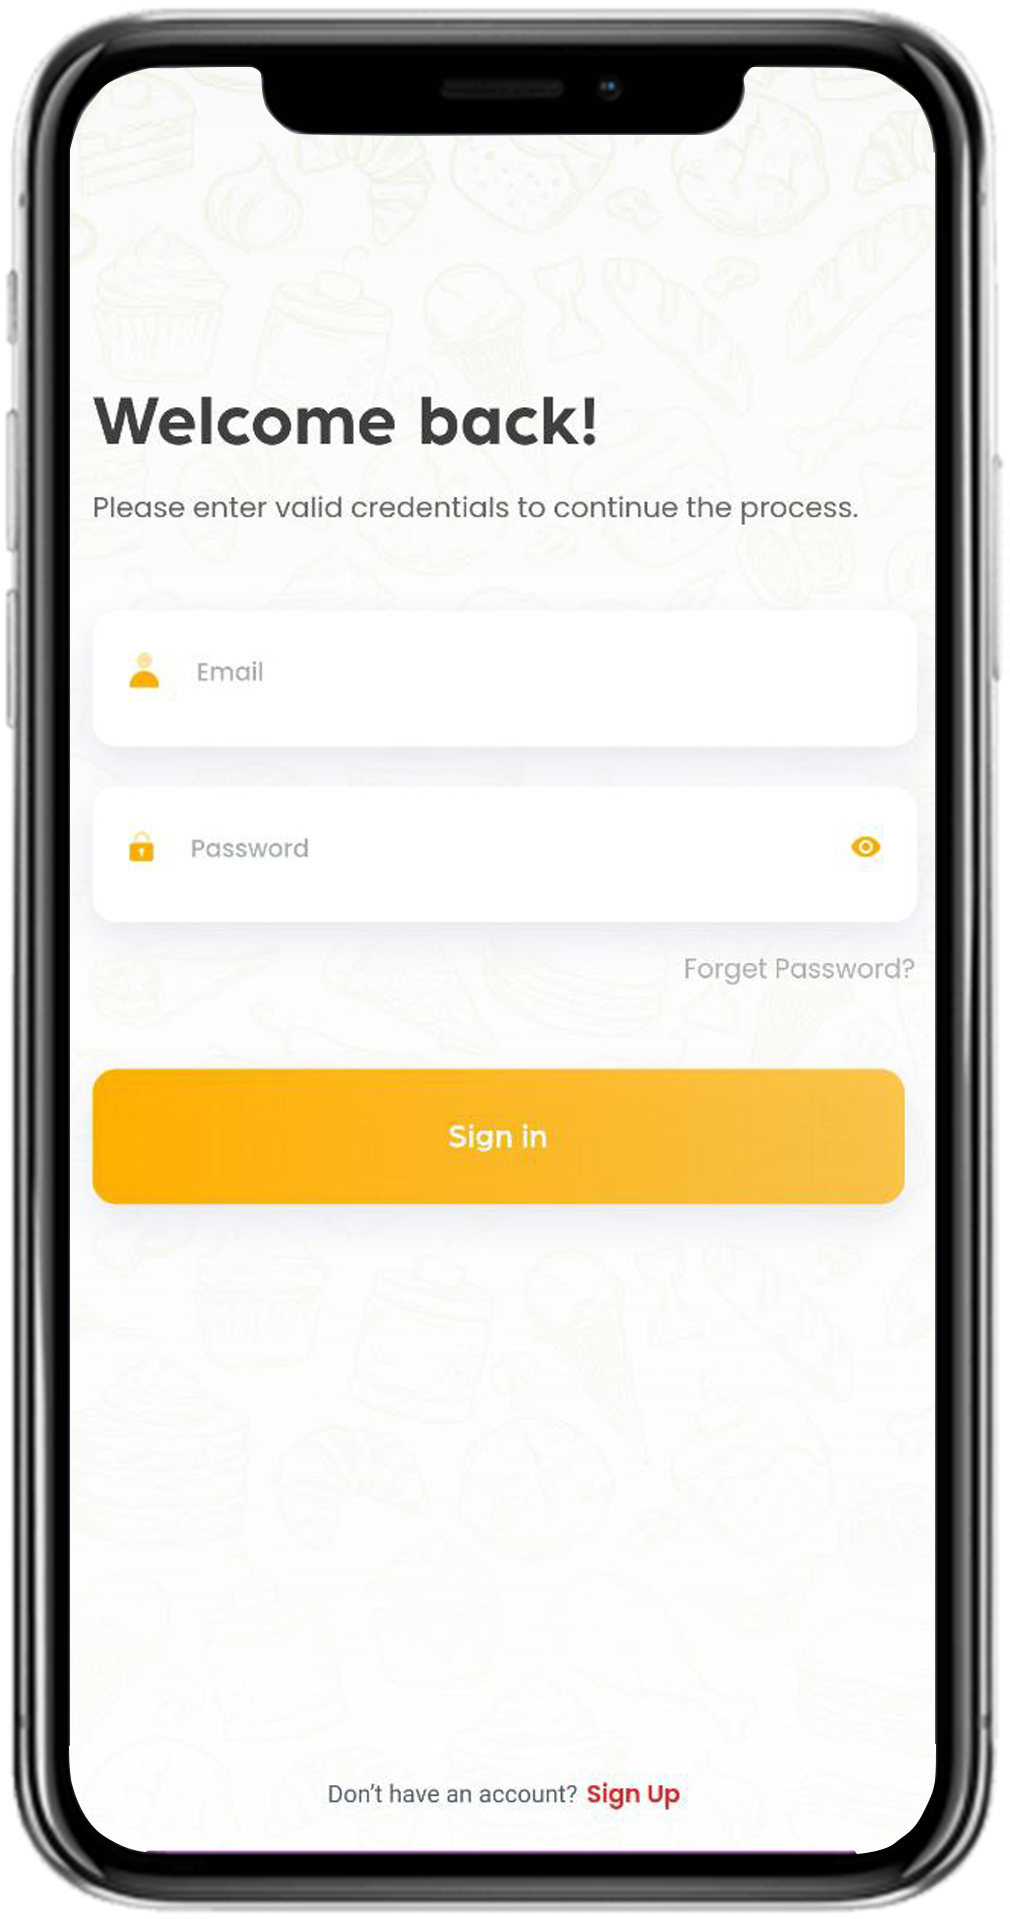 Welcome back!
Please enter valid credentials to continue the process.
Email
Password
Forget Password?
Sign in
Don't have an account? Sign Up